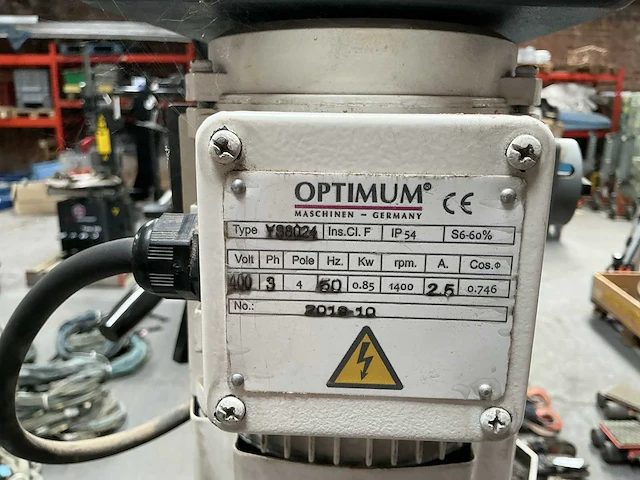 OPTIMUM®
MASCHINEN - GERMANY
CE
Type YS8024 Ins.Cl. F IP 54 S6-60%
Volt Ph Pole Hz. Kw rpm. A. Cos.Φ
400 3 4 50 0.85 1400 2.5 0.746
No.: 2019-10